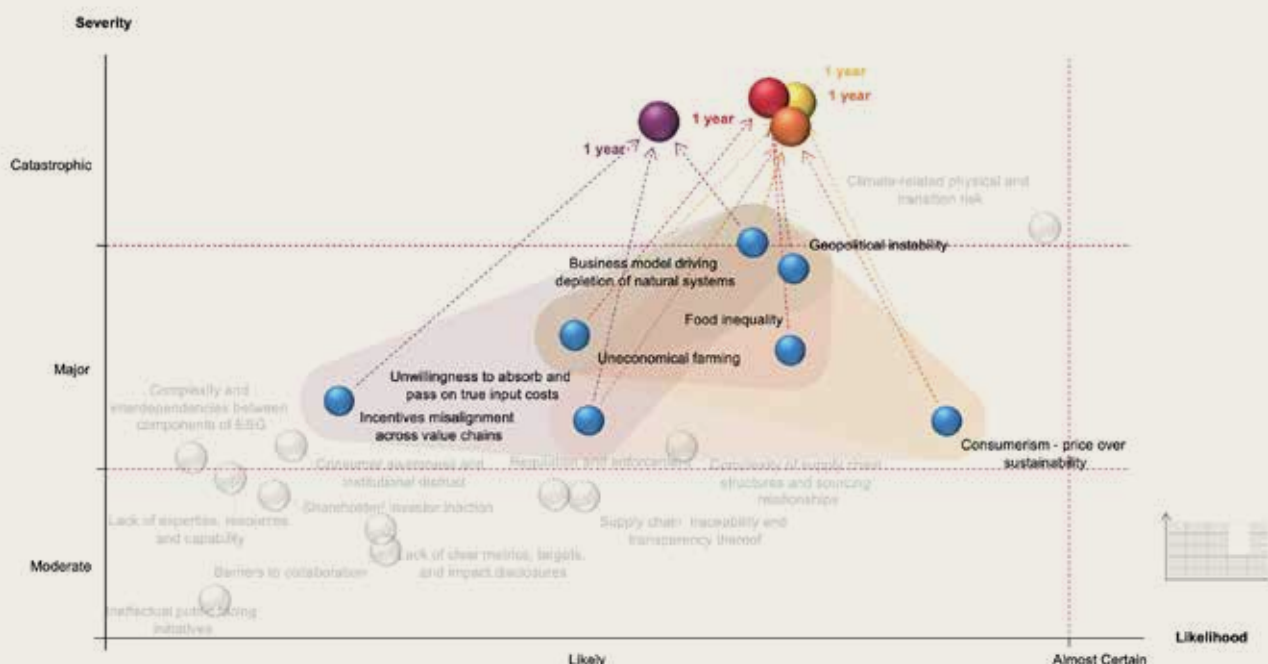 Severity
1 year
1 year
1 year
1 year
Catastrophic
Climate-related physical and
transition risk
Geopolitical instability
Business model driving
depletion of natural systems
Food inequality
Uneconomical farming
Major
Unwillingness to absorb and
pass on true input costs
Complexity and
interdependencies between
components of ESG
Incentives misalignment
across value chains
Consumerism - price over
sustainability
Consumer awareness and
institutional distrust
Regulation and enforcement
Complexity of supply chain
structures and sourcing
relationships
Shareholder/ investor inaction
Lack of expertise, resources
and capability
Supply chain traceability and
transparency thereof
Moderate
Barriers to collaboration
Lack of clear metrics, targets,
and impact disclosures
Ineffectual public facing
initiatives
Likelihood
Likely
Almost Certain